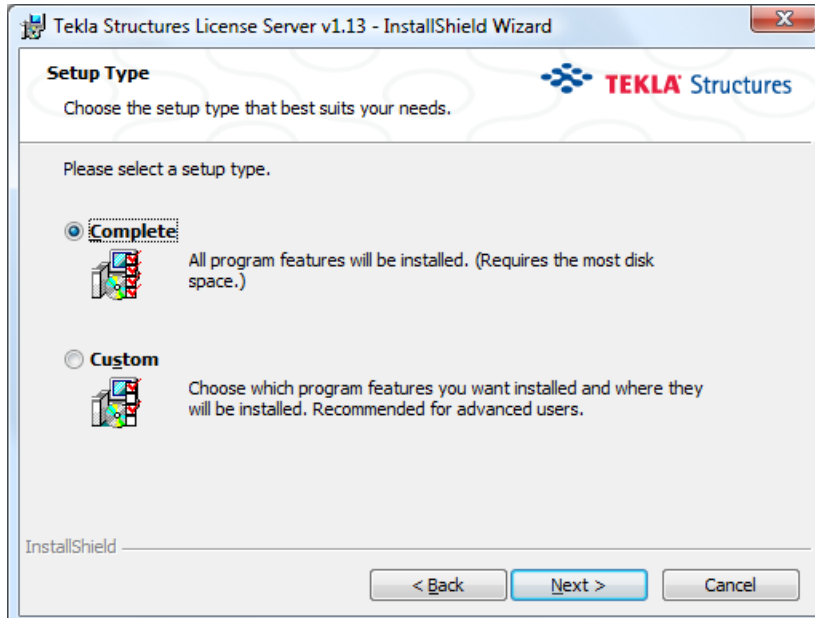 Tekla Structures License Server v1.13 - InstallShield Wizard
Setup Type
Choose the setup type that best suits your needs.
TEKLA Structures
Please select a setup type.
Complete
All program features will be installed. (Requires the most disk
space.)
Custom
Choose which program features you want installed and where they
will be installed. Recommended for advanced users.
InstallShield
< Back
Next >
Cancel